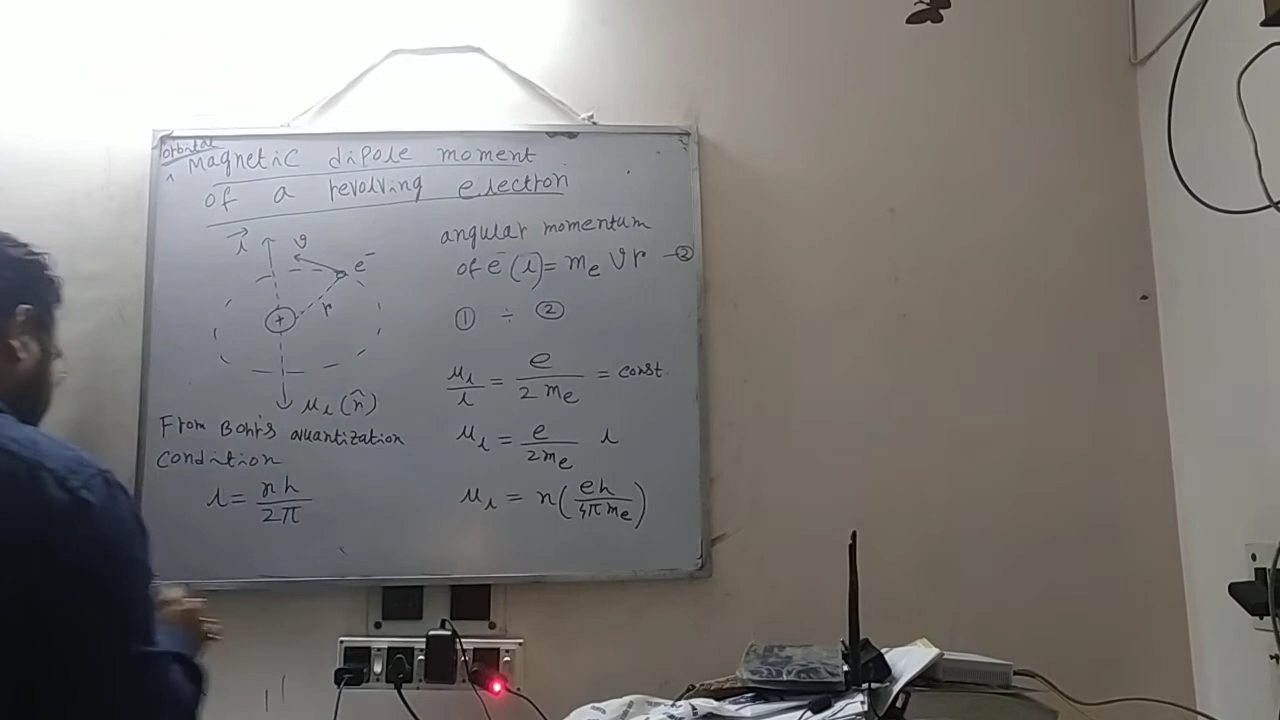 orbital
^ Magnetic dipole moment
of a revolving electron
l v e⁻
+ r
μl (n̂)
From Bohr's quantization
condition
l = nh/2π
angular momentum
of e⁻(l) = me v r —②
① ÷ ②
μl/l = e/2me = const
μl = e/2me l
μl = n(eh/4πme)